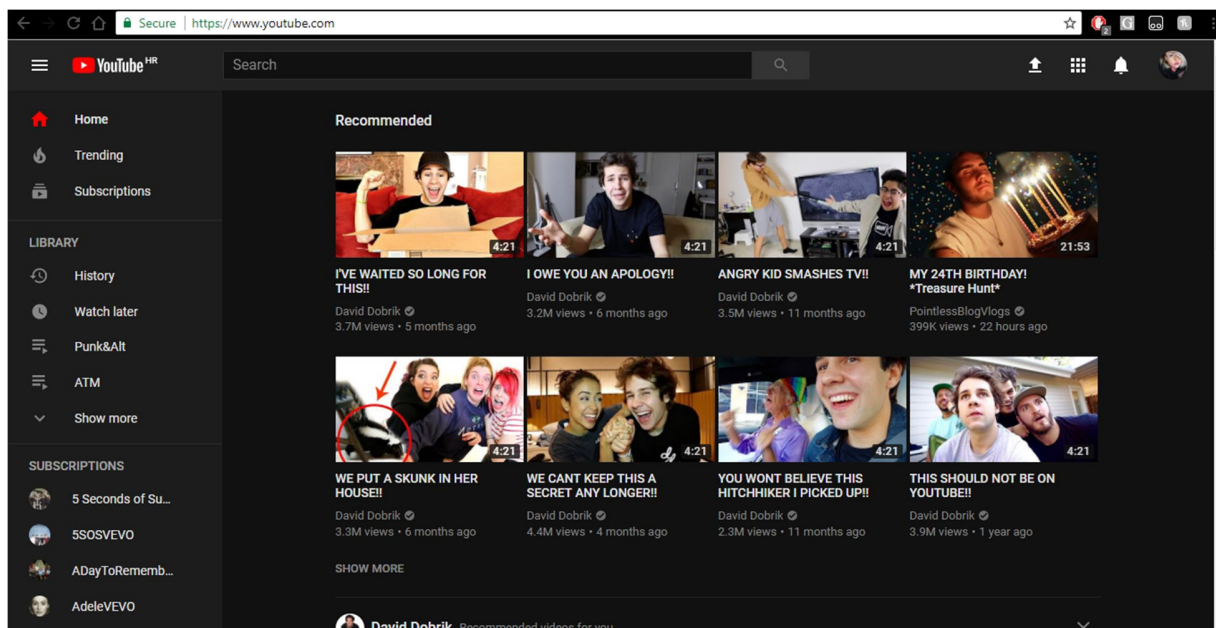 Secure | https://www.youtube.com
2
G
YouTube HR
Search
Home
Trending
Subscriptions
LIBRARY
History
Watch later
Punk&Alt
ATM
Show more
SUBSCRIPTIONS
5 Seconds of Su...
5SOSVEVO
ADayToRememb...
AdeleVEVO
Recommended
4:21
4:21
4:21
21:53
I'VE WAITED SO LONG FOR
THIS!!
David Dobrik
3.7M views • 5 months ago
I OWE YOU AN APOLOGY!!
David Dobrik
3.2M views • 6 months ago
ANGRY KID SMASHES TV!!
David Dobrik
3.5M views • 11 months ago
MY 24TH BIRTHDAY!
*Treasure Hunt*
PointlessBlogVlogs
399K views • 22 hours ago
4:21
4:21
4:21
4:21
WE PUT A SKUNK IN HER
HOUSE!!
David Dobrik
3.3M views • 6 months ago
WE CANT KEEP THIS A
SECRET ANY LONGER!!
David Dobrik
4.4M views • 4 months ago
YOU WONT BELIEVE THIS
HITCHHIKER I PICKED UP!!
David Dobrik
2.3M views • 11 months ago
THIS SHOULD NOT BE ON
YOUTUBE!!
David Dobrik
3.9M views • 1 year ago
SHOW MORE
David Dobrik Recommended videos for you